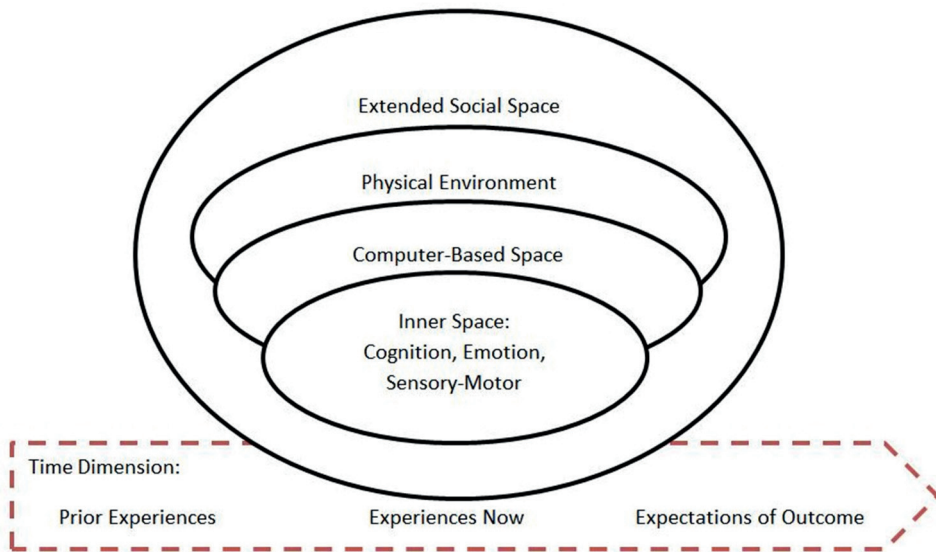 Extended Social Space
Physical Environment
Computer-Based Space
Inner Space:
Cognition, Emotion,
Sensory-Motor
Time Dimension:
Prior Experiences
Experiences Now
Expectations of Outcome